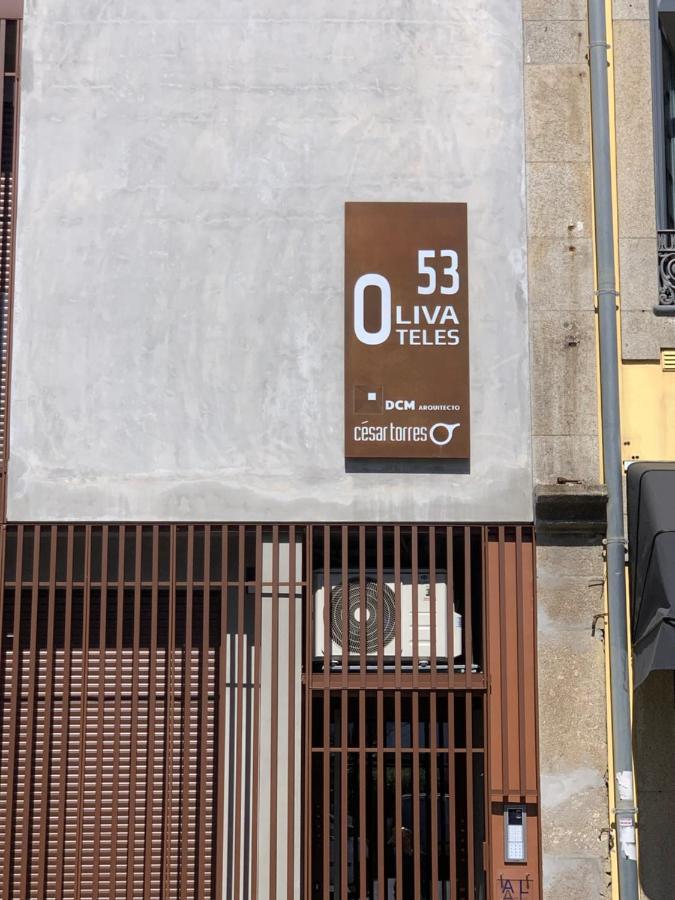 53
OLIVA
TELES
DCM ARQUITECTO
césar torres